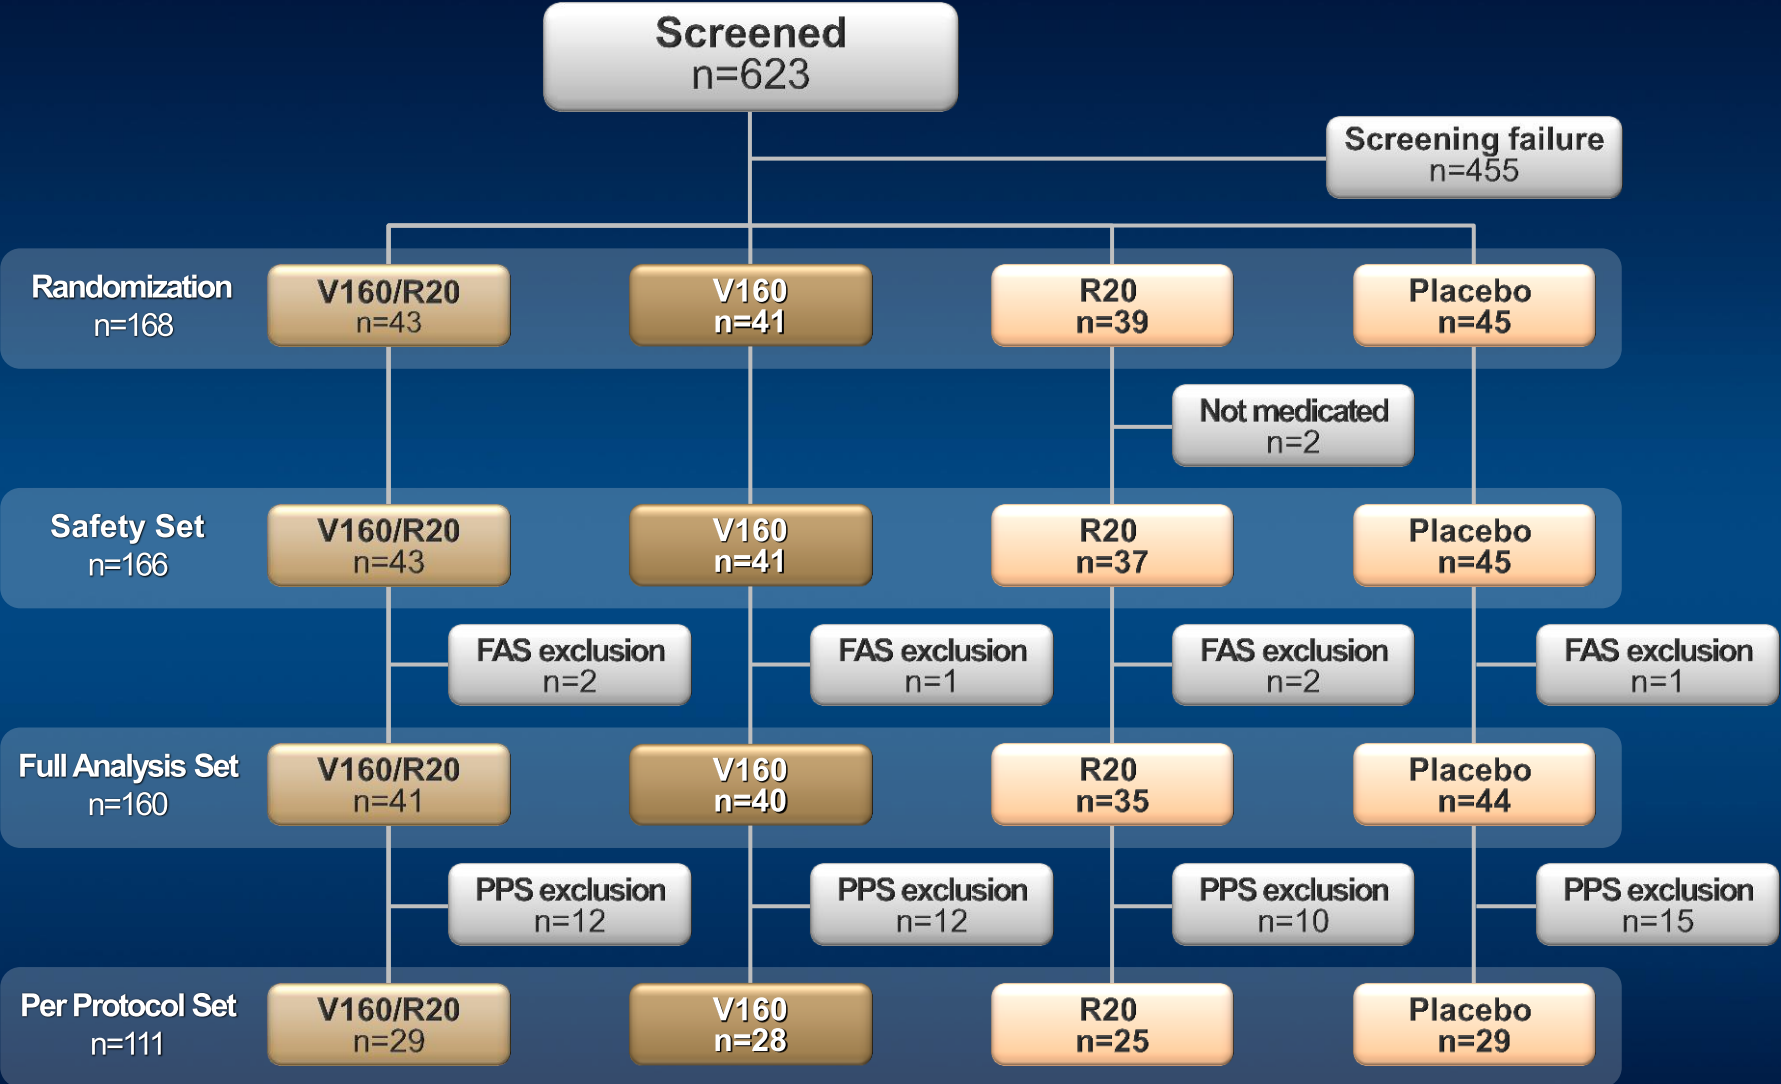 Screened
n=623
Screening failure
n=455
Randomization
n=168
V160/R20
n=43
V160
n=41
R20
n=39
Placebo
n=45
Not medicated
n=2
Safety Set
n=166
V160/R20
n=43
V160
n=41
R20
n=37
Placebo
n=45
FAS exclusion
n=2
FAS exclusion
n=1
FAS exclusion
n=2
FAS exclusion
n=1
Full Analysis Set
n=160
V160/R20
n=41
V160
n=40
R20
n=35
Placebo
n=44
PPS exclusion
n=12
PPS exclusion
n=12
PPS exclusion
n=10
PPS exclusion
n=15
Per Protocol Set
n=111
V160/R20
n=29
V160
n=28
R20
n=25
Placebo
n=29